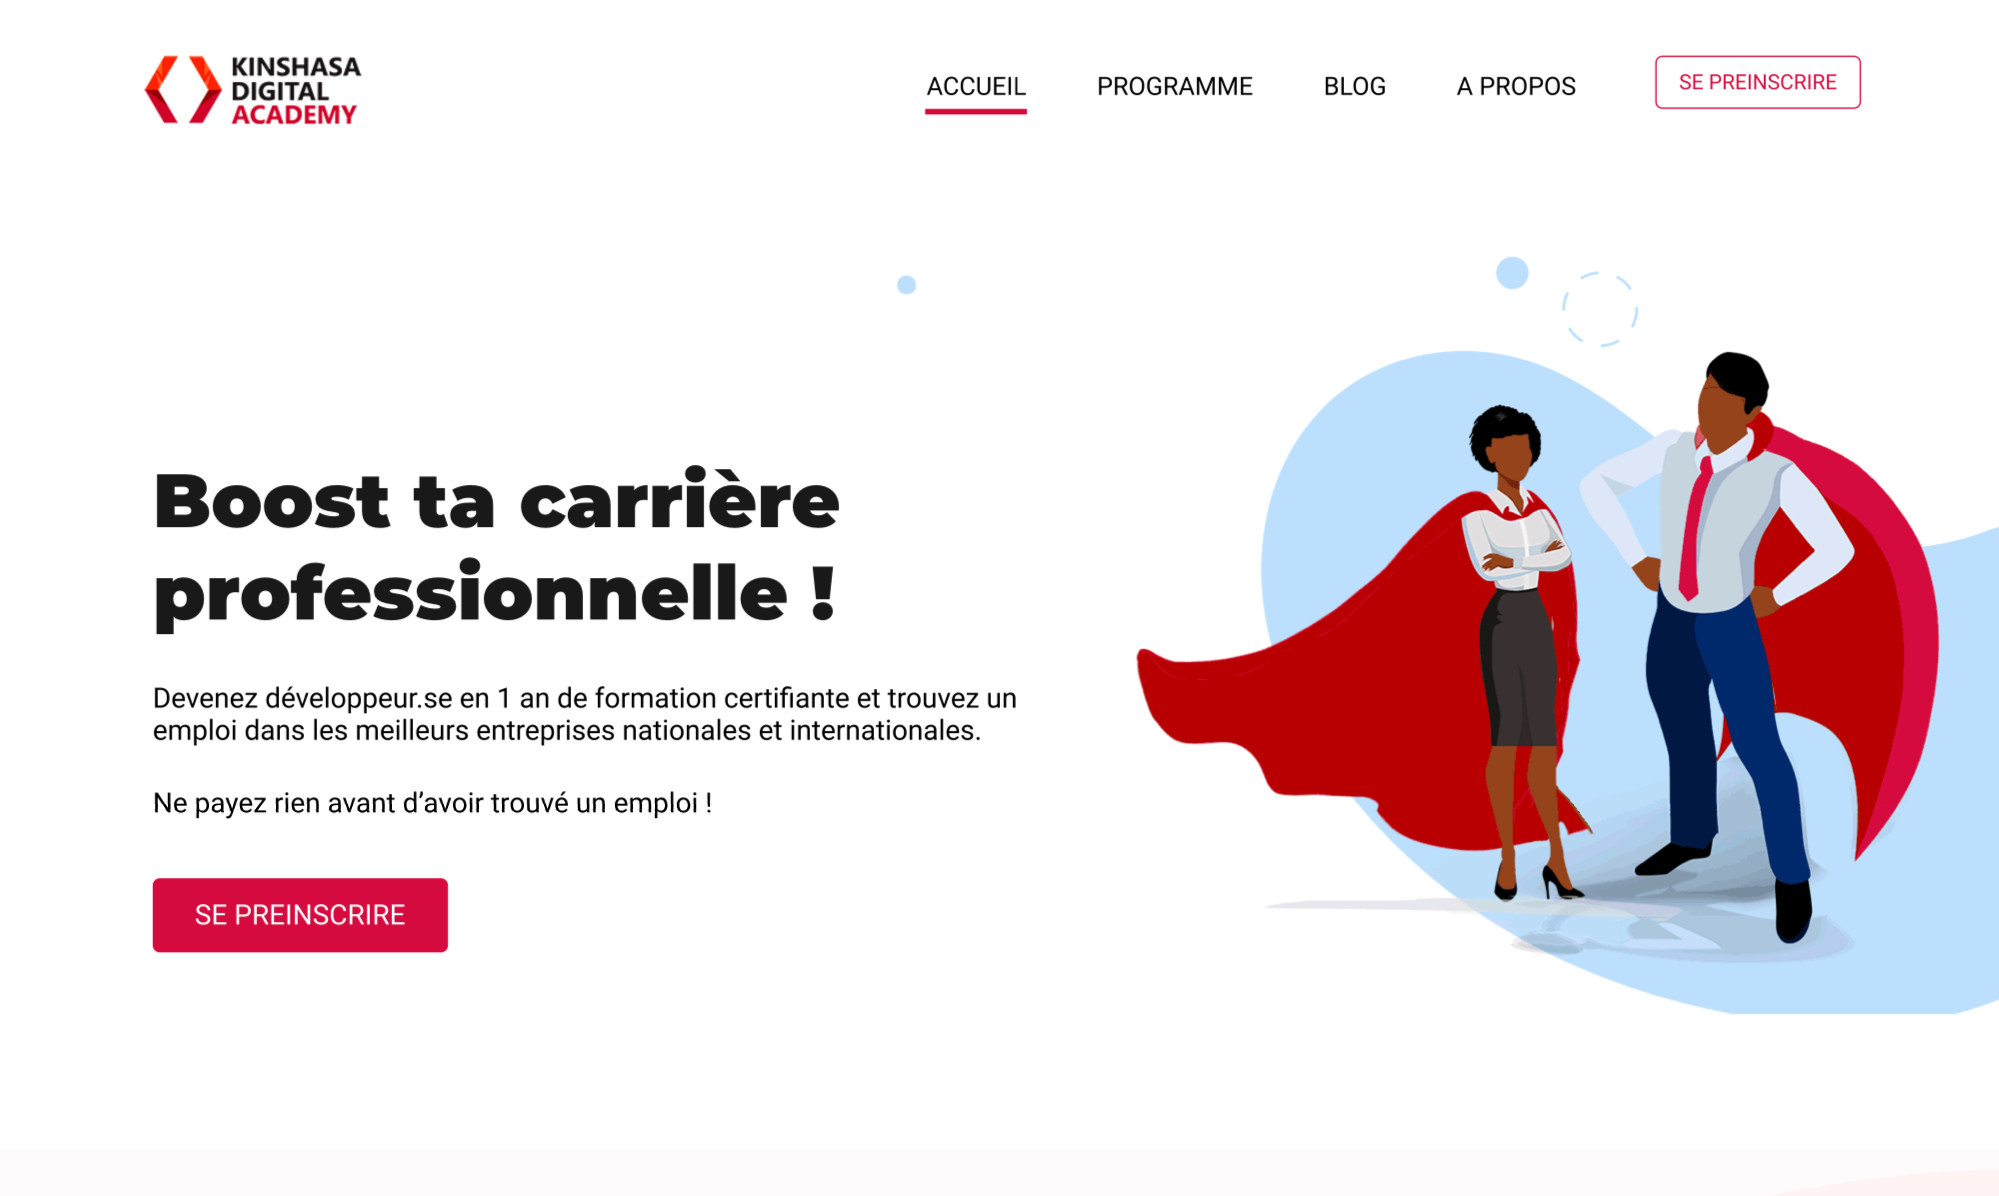 KINSHASA
DIGITAL
ACADEMY
ACCUEIL
PROGRAMME
BLOG
A PROPOS
SE PREINSCRIRE
Boost ta carrière
professionnelle !
Devenez développeur.se en 1 an de formation certifiante et trouvez un
emploi dans les meilleurs entreprises nationales et internationales.
Ne payez rien avant d’avoir trouvé un emploi !
SE PREINSCRIRE